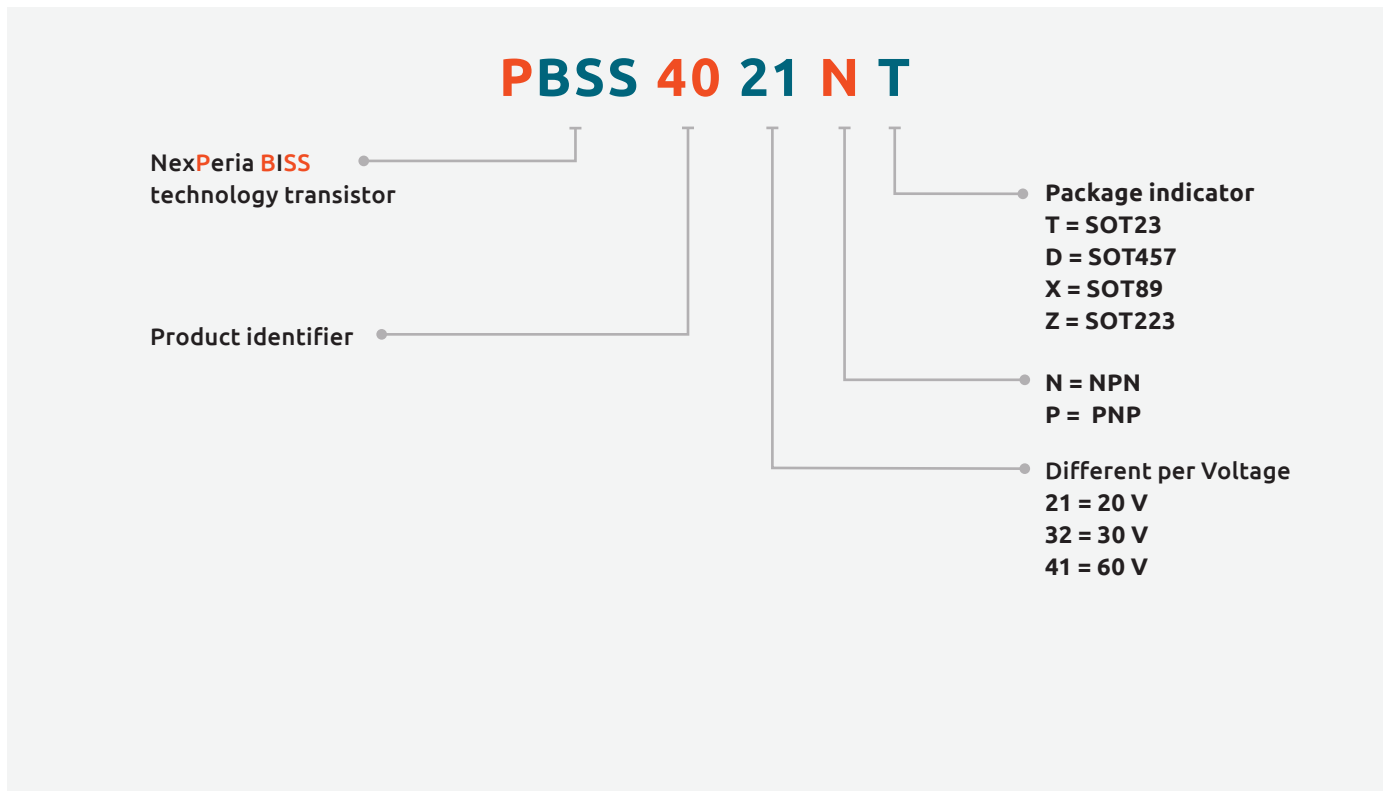 PBSS 40 21 N T
NexPeria BISS
technology transistor
Product identifier
Package indicator
T = SOT23
D = SOT457
X = SOT89
Z = SOT223
N = NPN
P = PNP
Different per Voltage
21 = 20 V
32 = 30 V
41 = 60 V